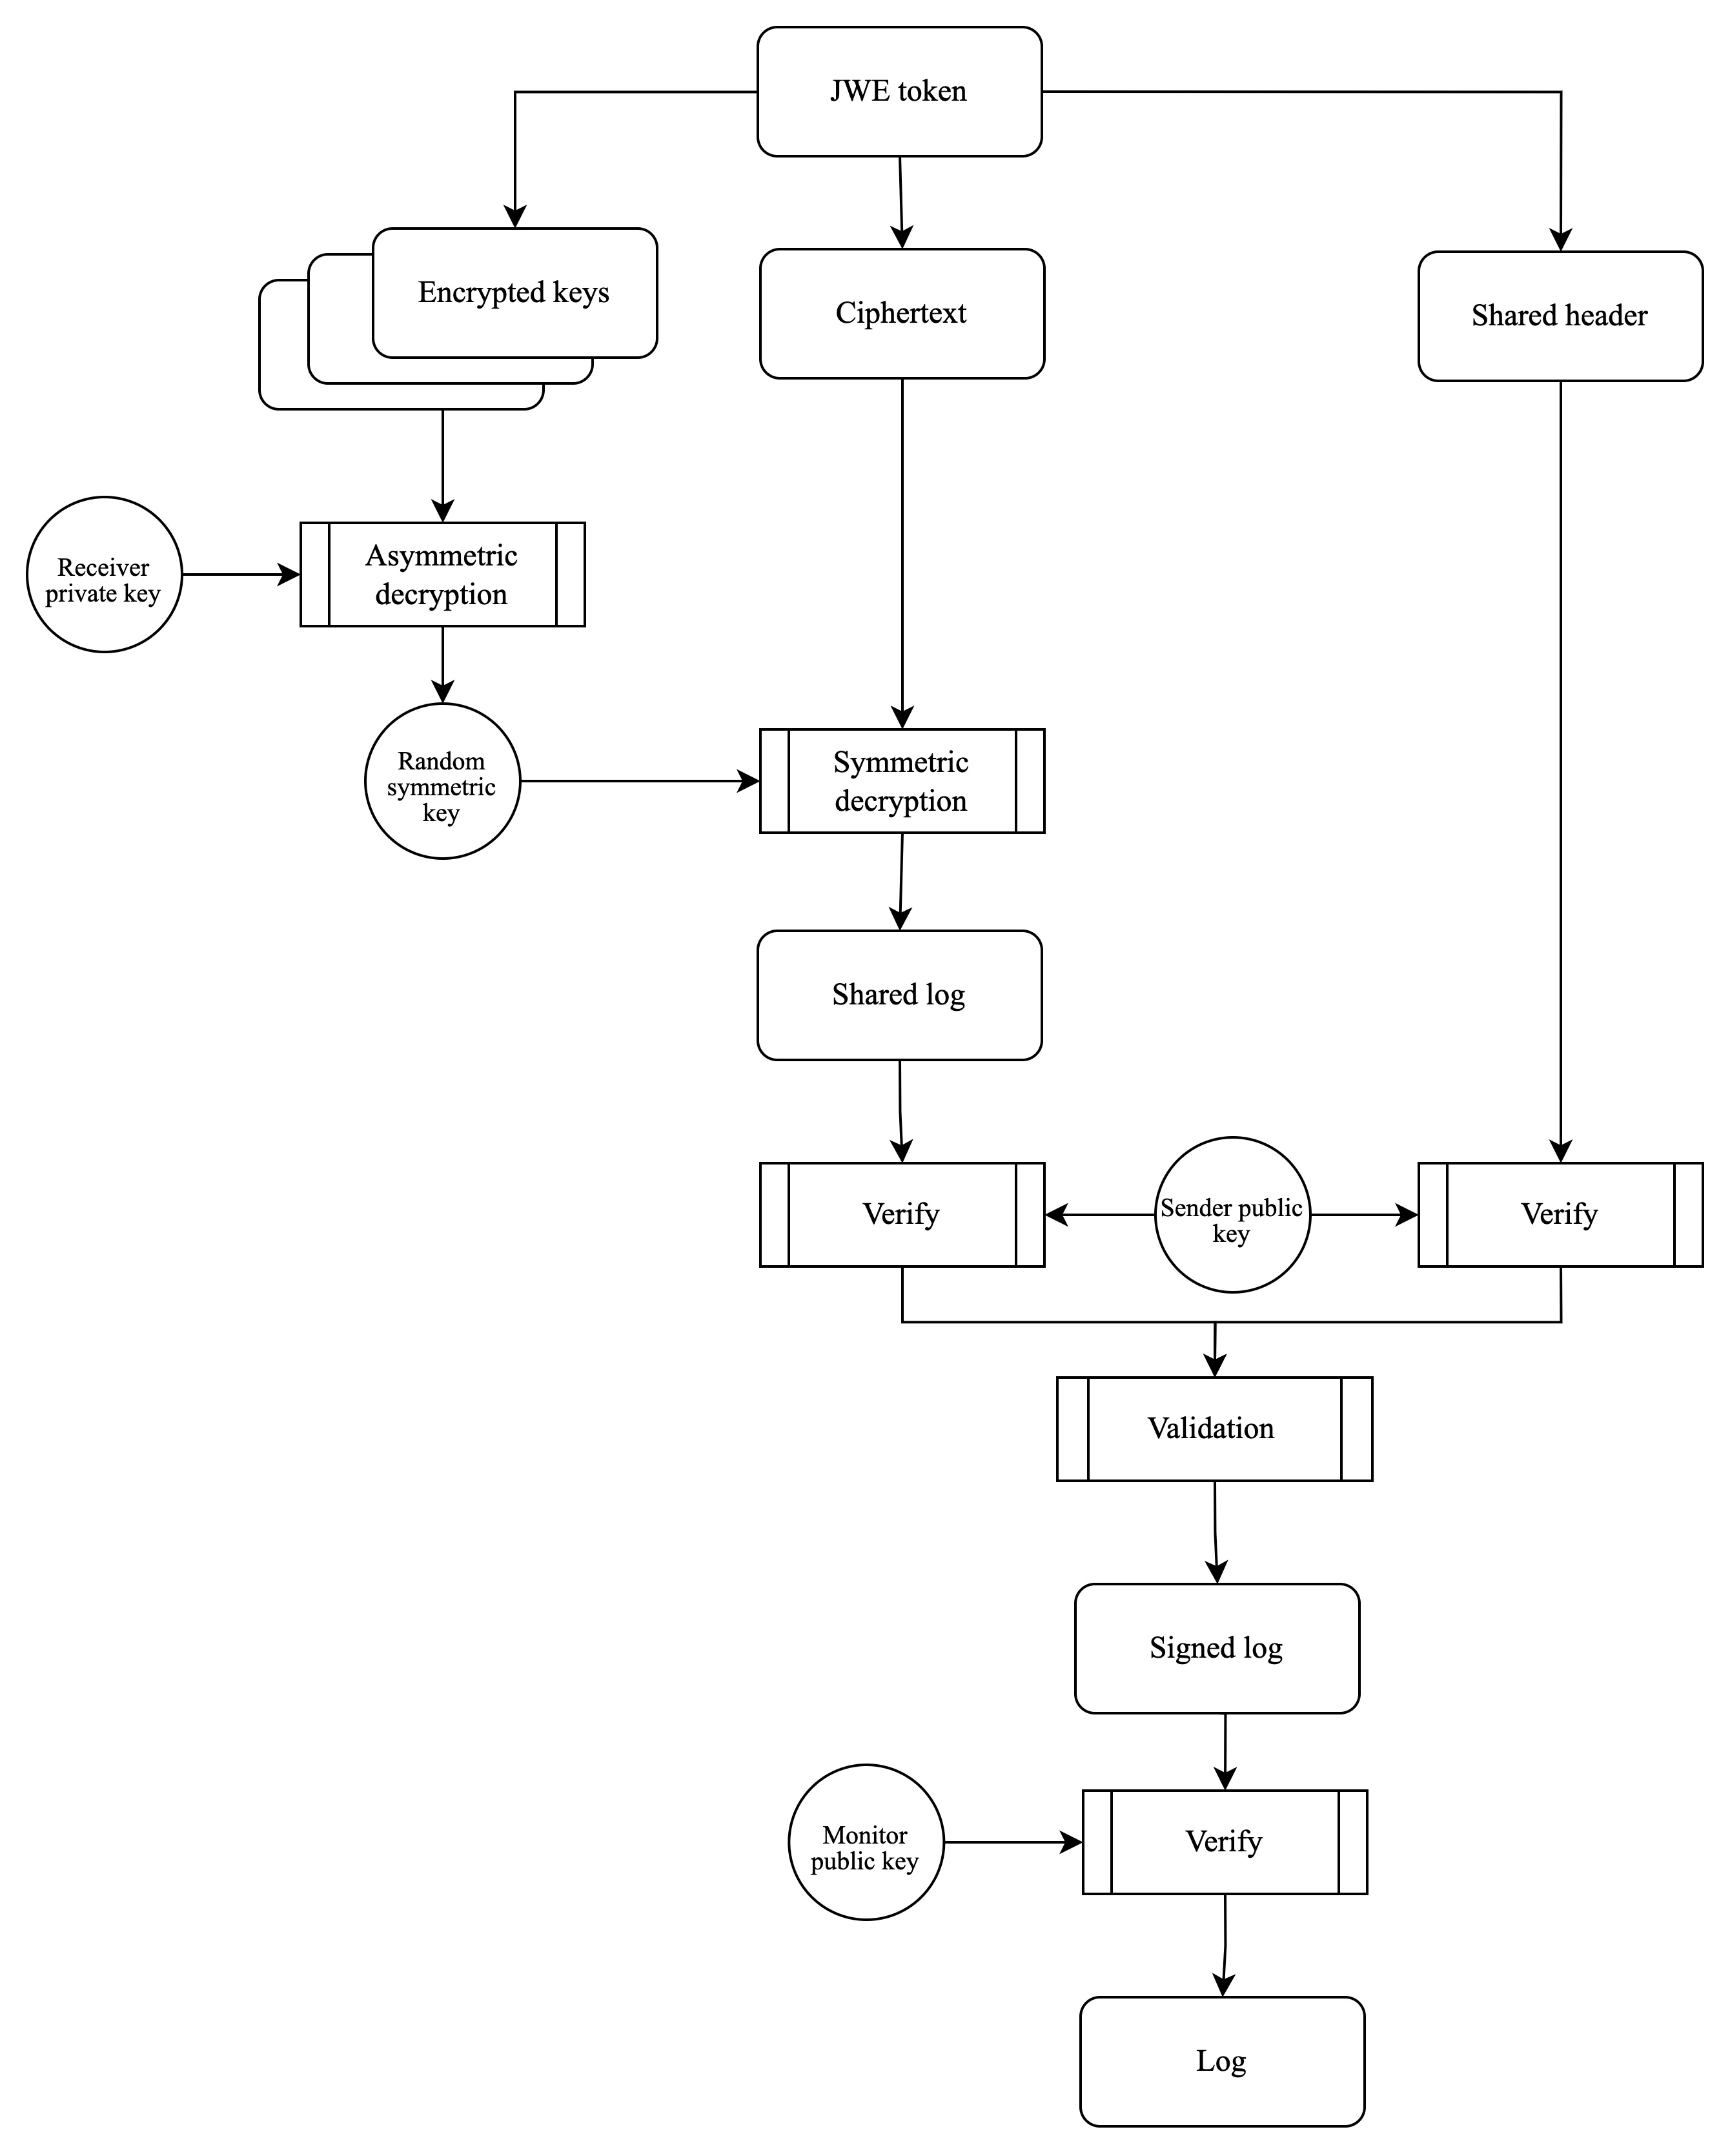 JWE token
Encrypted keys
Ciphertext
Shared header
Receiver
private key
Asymmetric
decryption
Random
symmetric
key
Symmetric
decryption
Shared log
Verify
Sender public
key
Verify
Validation
Signed log
Monitor
public key
Verify
Log